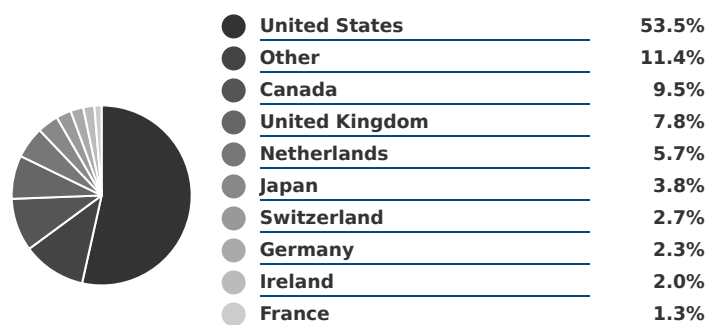 United States 53.5%
Other 11.4%
Canada 9.5%
United Kingdom 7.8%
Netherlands 5.7%
Japan 3.8%
Switzerland 2.7%
Germany 2.3%
Ireland 2.0%
France 1.3%